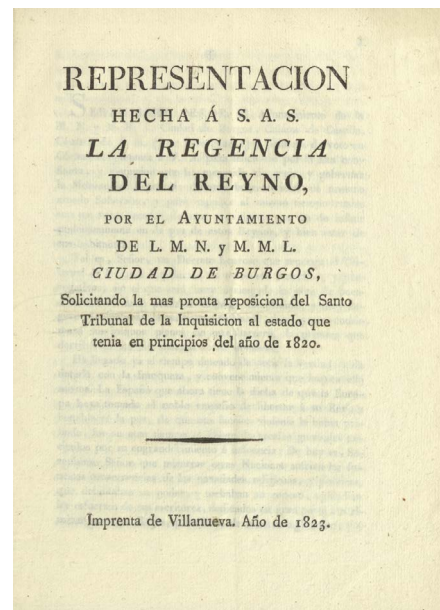 REPRESENTACION
HECHA Á S. A. S.
LA REGENCIA
DEL REYNO,
POR EL AYUNTAMIENTO
DE L. M. N. y M. M. L.
CIUDAD DE BURGOS,
Solicitando la mas pronta reposicion del Santo
Tribunal de la Inquisicion al estado que
tenia en principios del año de 1820.
Imprenta de Villanueva. Año de 1823.